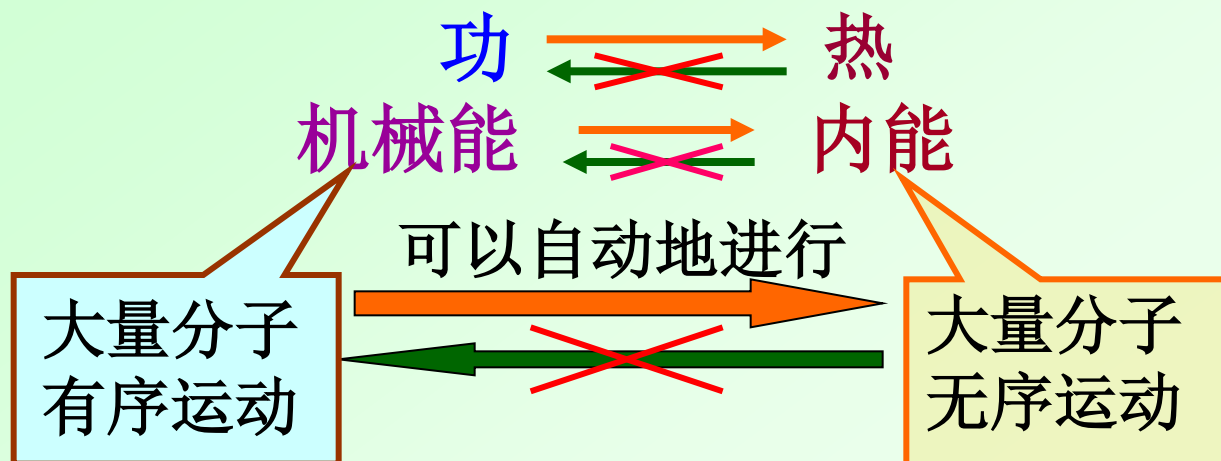 功 热
机械能 内能
可以自动地进行
大量分子
有序运动
大量分子
无序运动